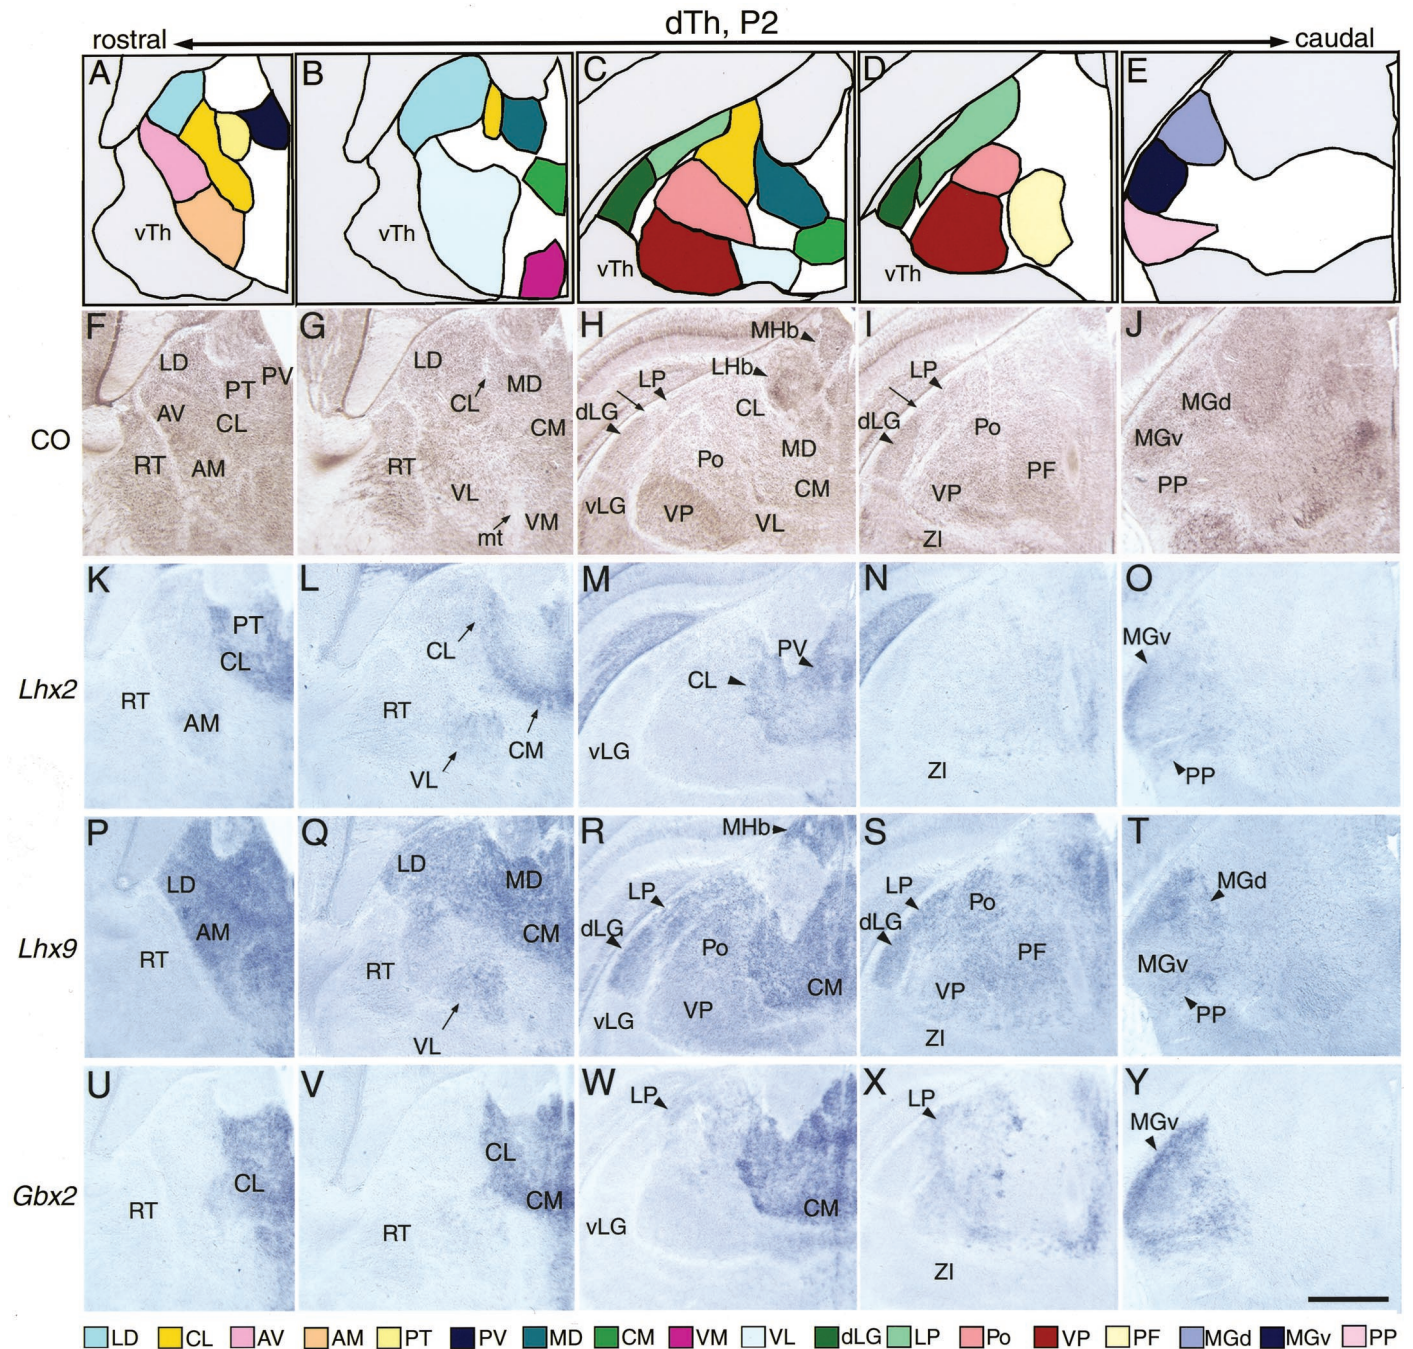 dTh, P2
rostral caudal
A B C D E
vTh vTh vTh vTh
F G H I J
CO
LD PT PV AV CL RT AM
LD CL MD CM RT VL mt VM
MHb LHb LP dLG CL Po MD CM vLG VP VL
LP dLG Po PF VP ZI
MGd MGv PP
K L M N O
Lhx2
PT CL RT AM
CL RT CM VL
PV CL vLG
ZI
MGv PP
P Q R S T
Lhx9
LD AM RT
LD MD CM RT VL
MHb LP dLG Po CM VP vLG
LP dLG Po PF VP ZI
MGd MGv PP
U V W X Y
Gbx2
CL RT
CL CM RT
LP CM vLG
LP ZI
MGv
LD CL AV AM PT PV MD CM VM VL dLG LP Po VP PF MGd MGv PP